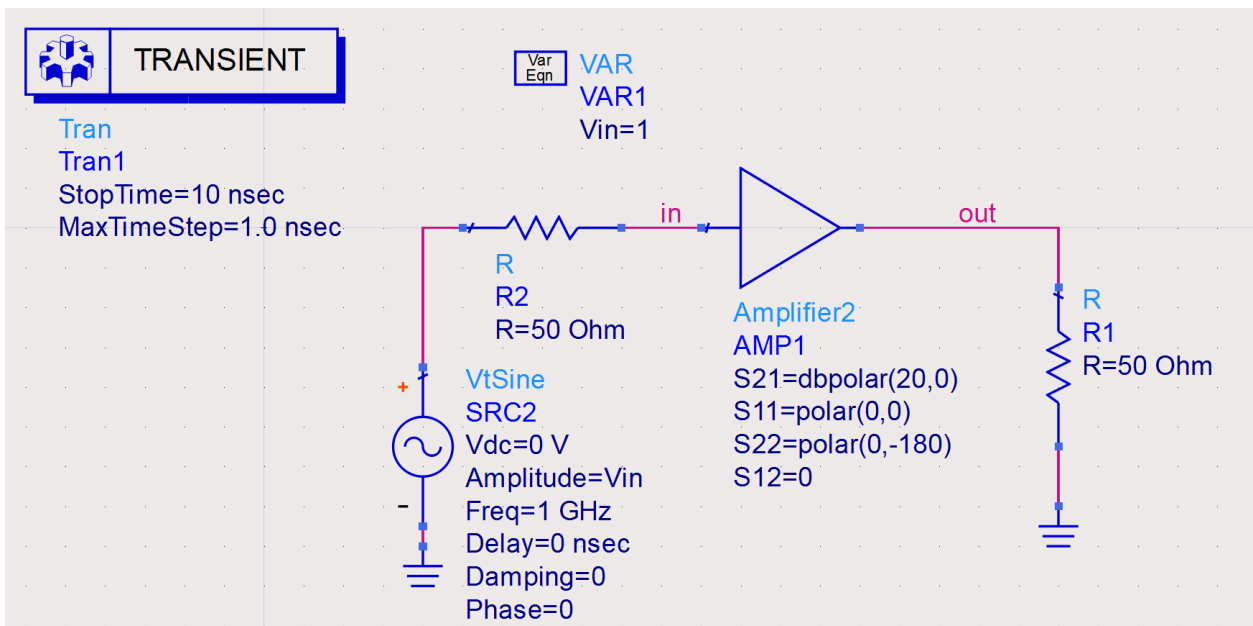 TRANSIENT
Tran
Tran1
StopTime=10 nsec
MaxTimeStep=1.0 nsec
Var
Eqn
VAR
VAR1
Vin=1
in
out
R
R2
R=50 Ohm
+
VtSine
SRC2
Vdc=0 V
Amplitude=Vin
Freq=1 GHz
Delay=0 nsec
Damping=0
Phase=0
-
Amplifier2
AMP1
S21=dbpolar(20,0)
S11=polar(0,0)
S22=polar(0,-180)
S12=0
R
R1
R=50 Ohm